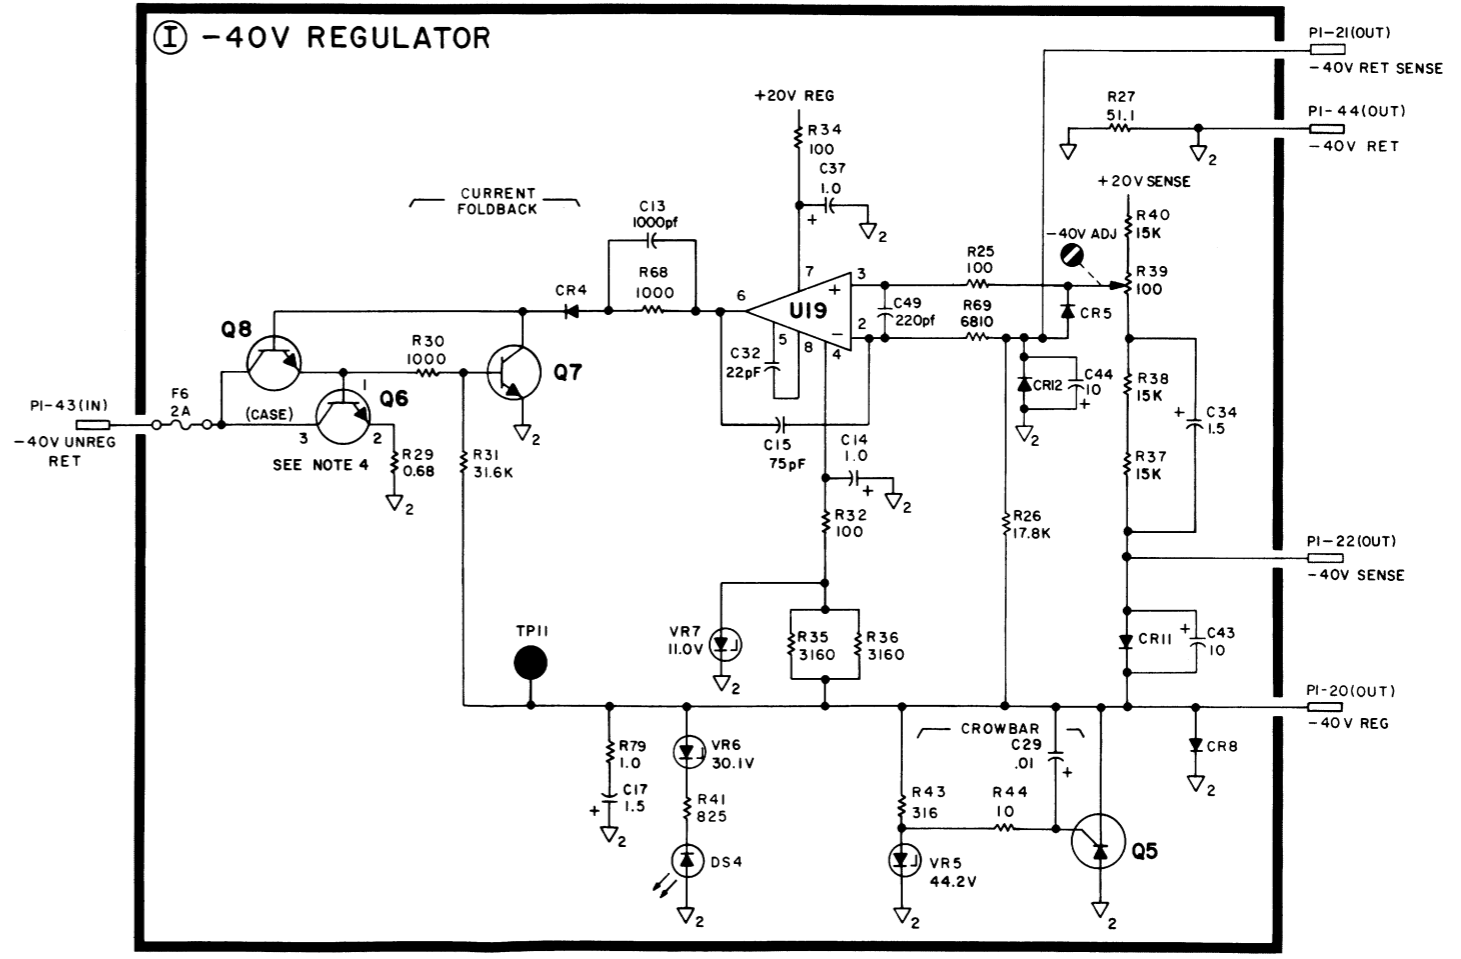 I -40V REGULATOR
P1-21(OUT)
-40V RET SENSE
+20V REG
R27
51.1
P1-44(OUT)
-40V RET
2
R34
100
C37
1.0
+
2
+20V SENSE
R40
15K
CURRENT
FOLDBACK
C13
1000pf
-40V ADJ
R25
100
R39
100
R68
1000
CR4
7
3
6
+
U19
-
2
5
8
4
C49
220pf
R69
6810
CR5
Q8
R30
1000
Q7
C32
22pF
CR12
C44
10
+
2
R38
15K
+
C34
1.5
P1-43(IN)
-40V UNREG
RET
F6
2A
(CASE)
1
Q6
3
2
SEE NOTE 4
R29
0.68
2
R31
31.6K
2
C15
75pF
C14
1.0
+
2
R37
15K
R32
100
R26
17.8K
P1-22(OUT)
-40V SENSE
TP11
VR7
11.0V
2
R35
3160
R36
3160
CR11
+
C43
10
P1-20(OUT)
-40V REG
R79
1.0
C17
1.5
+
2
VR6
30.1V
R41
825
DS4
2
CROWBAR
C29
.01
+
R43
316
R44
10
VR5
44.2V
2
Q5
2
CR8
2